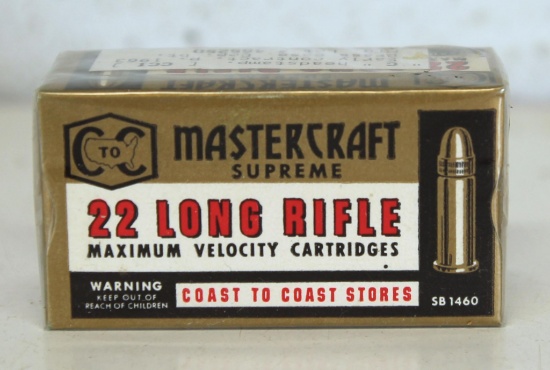 C TO C
MASTERCRAFT
SUPREME
22 LONG RIFLE
MAXIMUM VELOCITY CARTRIDGES
WARNING
KEEP OUT OF
REACH OF CHILDREN
COAST TO COAST STORES
SB 1460